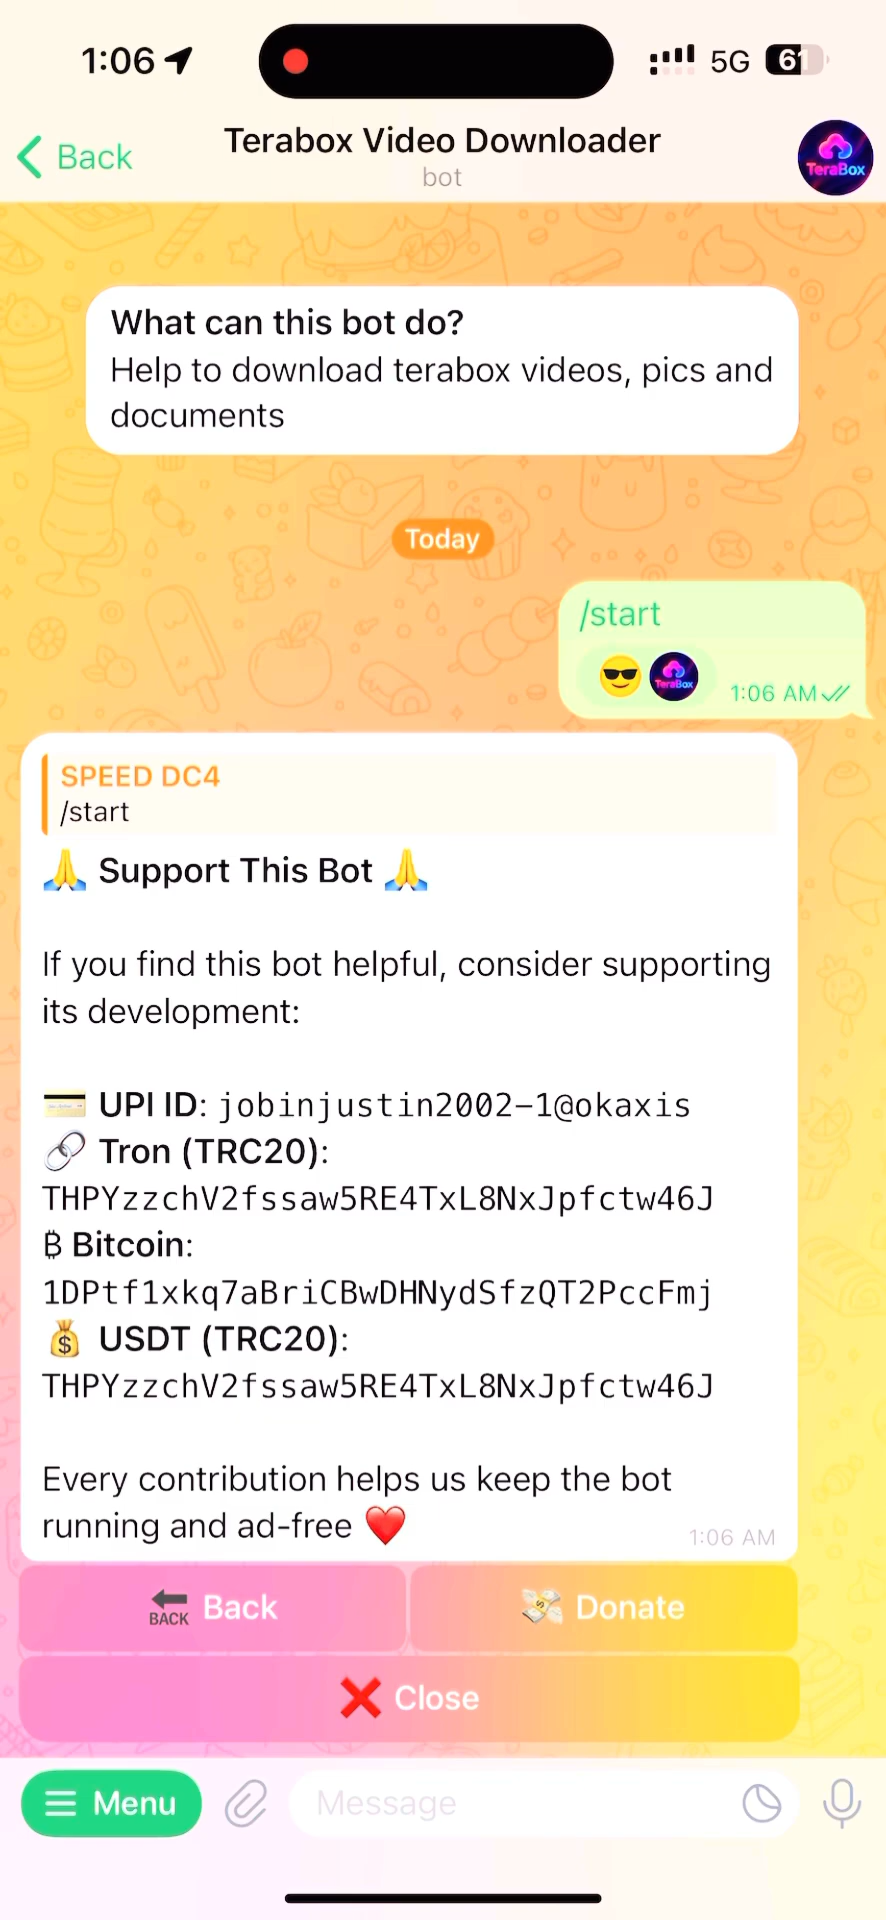 1:06
5G
61
Back
Terabox Video Downloader
bot
TeraBox
What can this bot do?
Help to download terabox videos, pics and
documents
Today
/start
TeraBox
1:06 AM
SPEED DC4
/start
🙏 Support This Bot 🙏
If you find this bot helpful, consider supporting
its development:
💳 UPI ID: jobinjustin2002-1@okaxis
🔗 Tron (TRC20):
THPYzzchV2fssaw5RE4TxL8NxJpfctw46J
₿ Bitcoin:
1DPtf1xkq7aBriCBwDHNydSfzQT2PccFmj
💰 USDT (TRC20):
THPYzzchV2fssaw5RE4TxL8NxJpfctw46J
Every contribution helps us keep the bot
running and ad-free ❤️
1:06 AM
🔙 Back
💸 Donate
❌ Close
Menu
Message